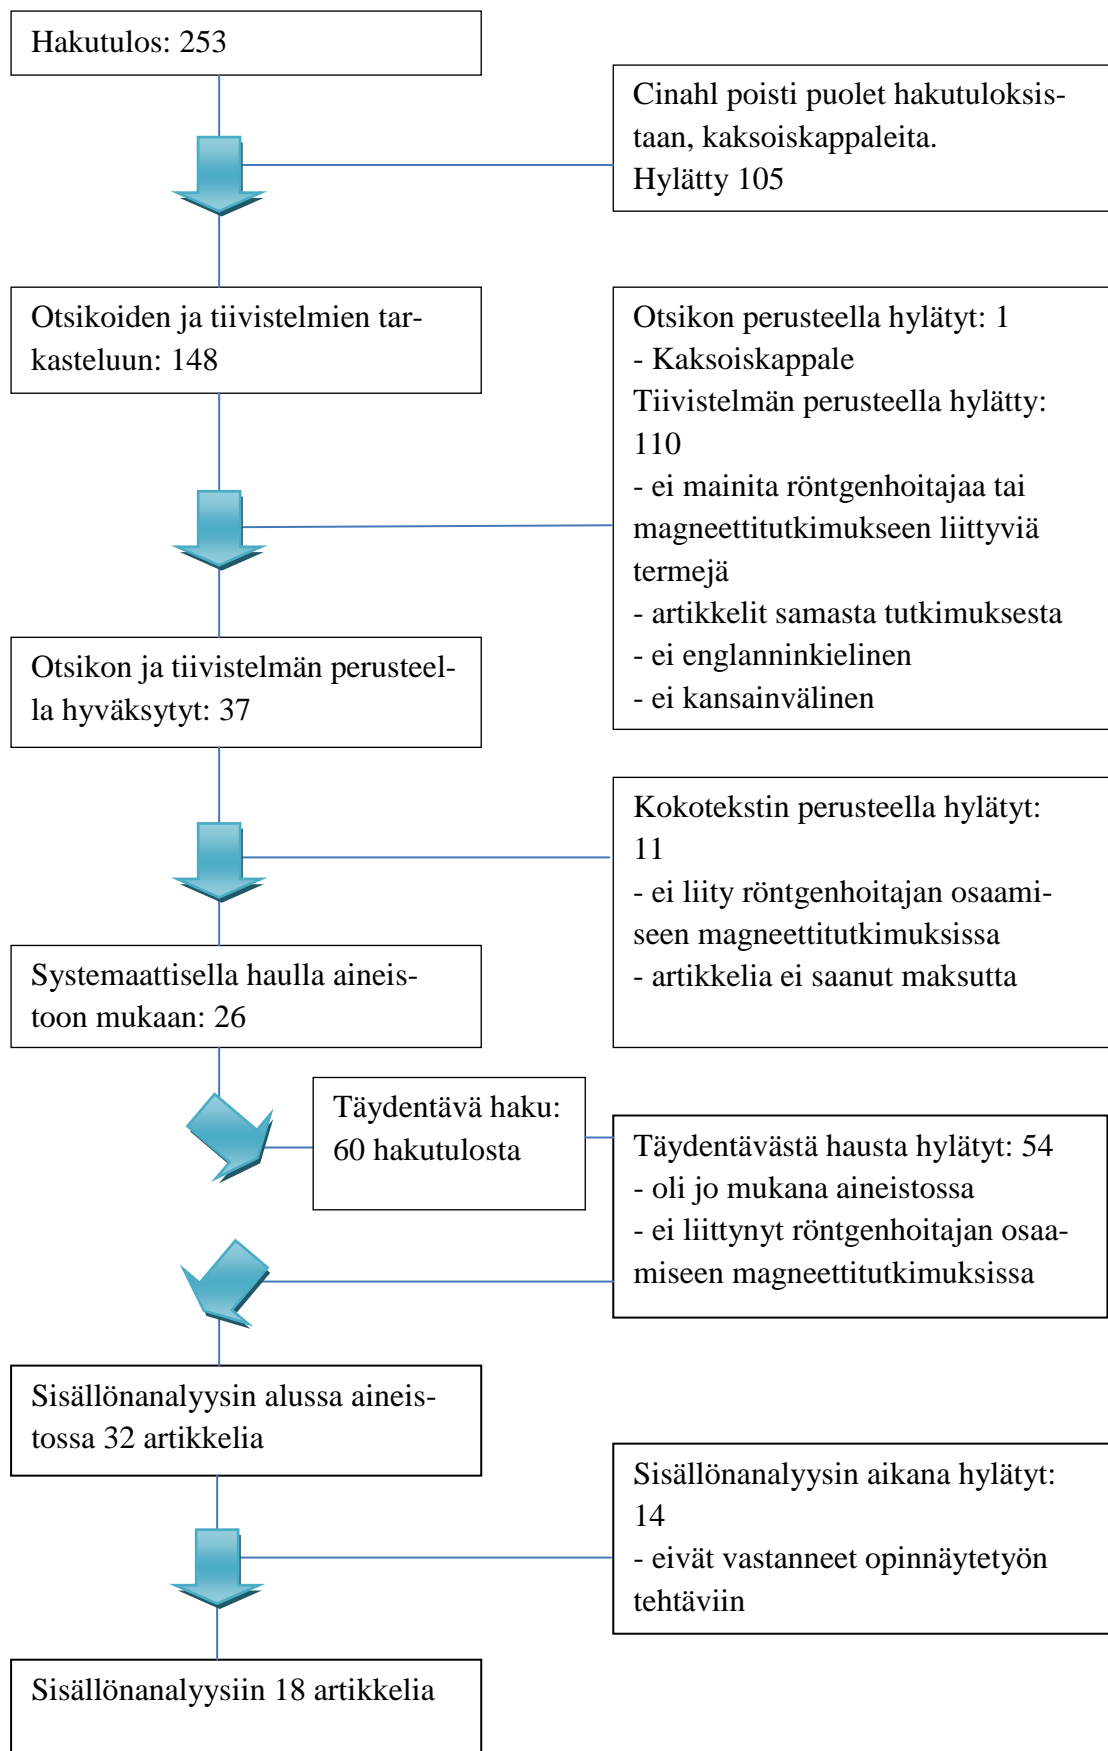 Hakutulos: 253
Cinahl poisti puolet hakutuloksis-
taan, kaksoiskappaleita.
Hylätty 105
Otsikoiden ja tiivistelmien tar-
kasteluun: 148
Otsikon perusteella hylätyt: 1
- Kaksoiskappale
Tiivistelmän perusteella hylätty:
110
- ei mainita röntgenhoitajaa tai
magneettitutkimukseen liittyviä
termejä
- artikkelit samasta tutkimuksesta
- ei englanninkielinen
- ei kansainvälinen
Otsikon ja tiivistelmän perusteel-
la hyväksytyt: 37
Kokotekstin perusteella hylätyt:
11
- ei liity röntgenhoitajan osaami-
seen magneettitutkimuksissa
- artikkelia ei saanut maksutta
Systemaattisella haulla aineis-
toon mukaan: 26
Täydentävä haku:
60 hakutulosta
Täydentävästä hausta hylätyt: 54
- oli jo mukana aineistossa
- ei liittynyt röntgenhoitajan osaa-
miseen magneettitutkimuksissa
Sisällönanalyysin alussa aineis-
tossa 32 artikkelia
Sisällönanalyysin aikana hylätyt:
14
- eivät vastanneet opinnäytetyön
tehtäviin
Sisällönanalyysiin 18 artikkelia